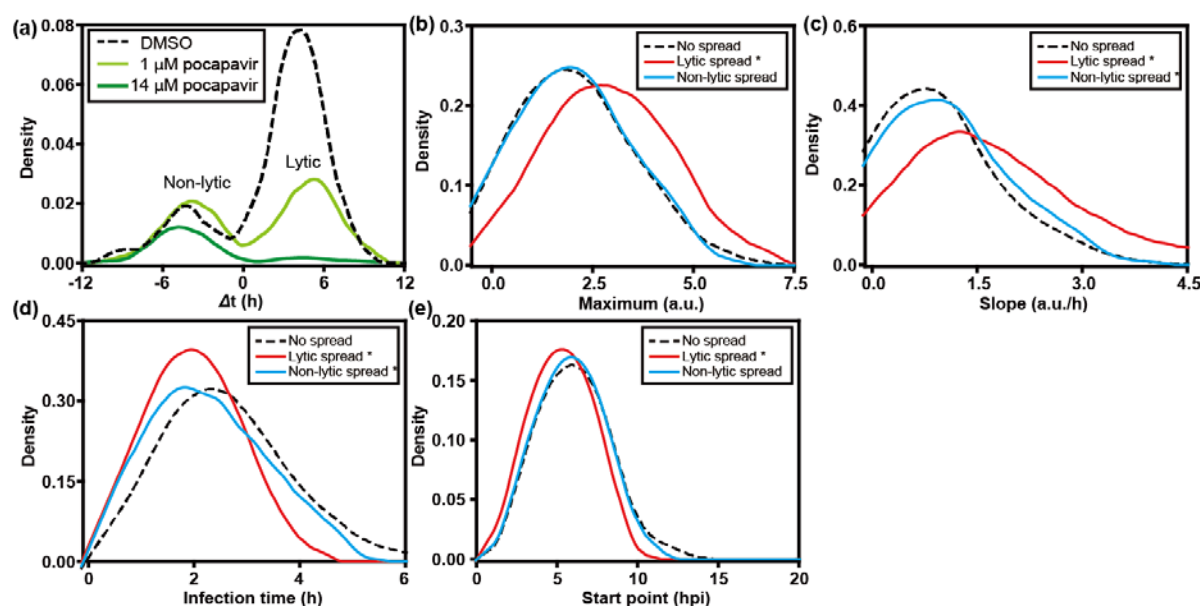 (a)
0.08
0.06
0.04
0.02
0.00
Density
DMSO
1 μM pocapavir
14 μM pocapavir
Non-lytic
Lytic
-12
-6
0
6
12
Δt (h)
(b)
0.3
0.2
0.1
0.0
Density
No spread
Lytic spread *
Non-lytic spread
0.0
2.5
5.0
7.5
Maximum (a.u.)
(c)
0.6
0.4
0.2
0.0
Density
No spread
Lytic spread *
Non-lytic spread *
0.0
1.5
3.0
4.5
Slope (a.u./h)
(d)
0.45
0.30
0.15
0.00
Density
No spread
Lytic spread *
Non-lytic spread *
0
2
4
6
Infection time (h)
(e)
0.20
0.15
0.10
0.05
0.00
Density
No spread
Lytic spread *
Non-lytic spread
0
5
10
15
20
Start point (hpi)